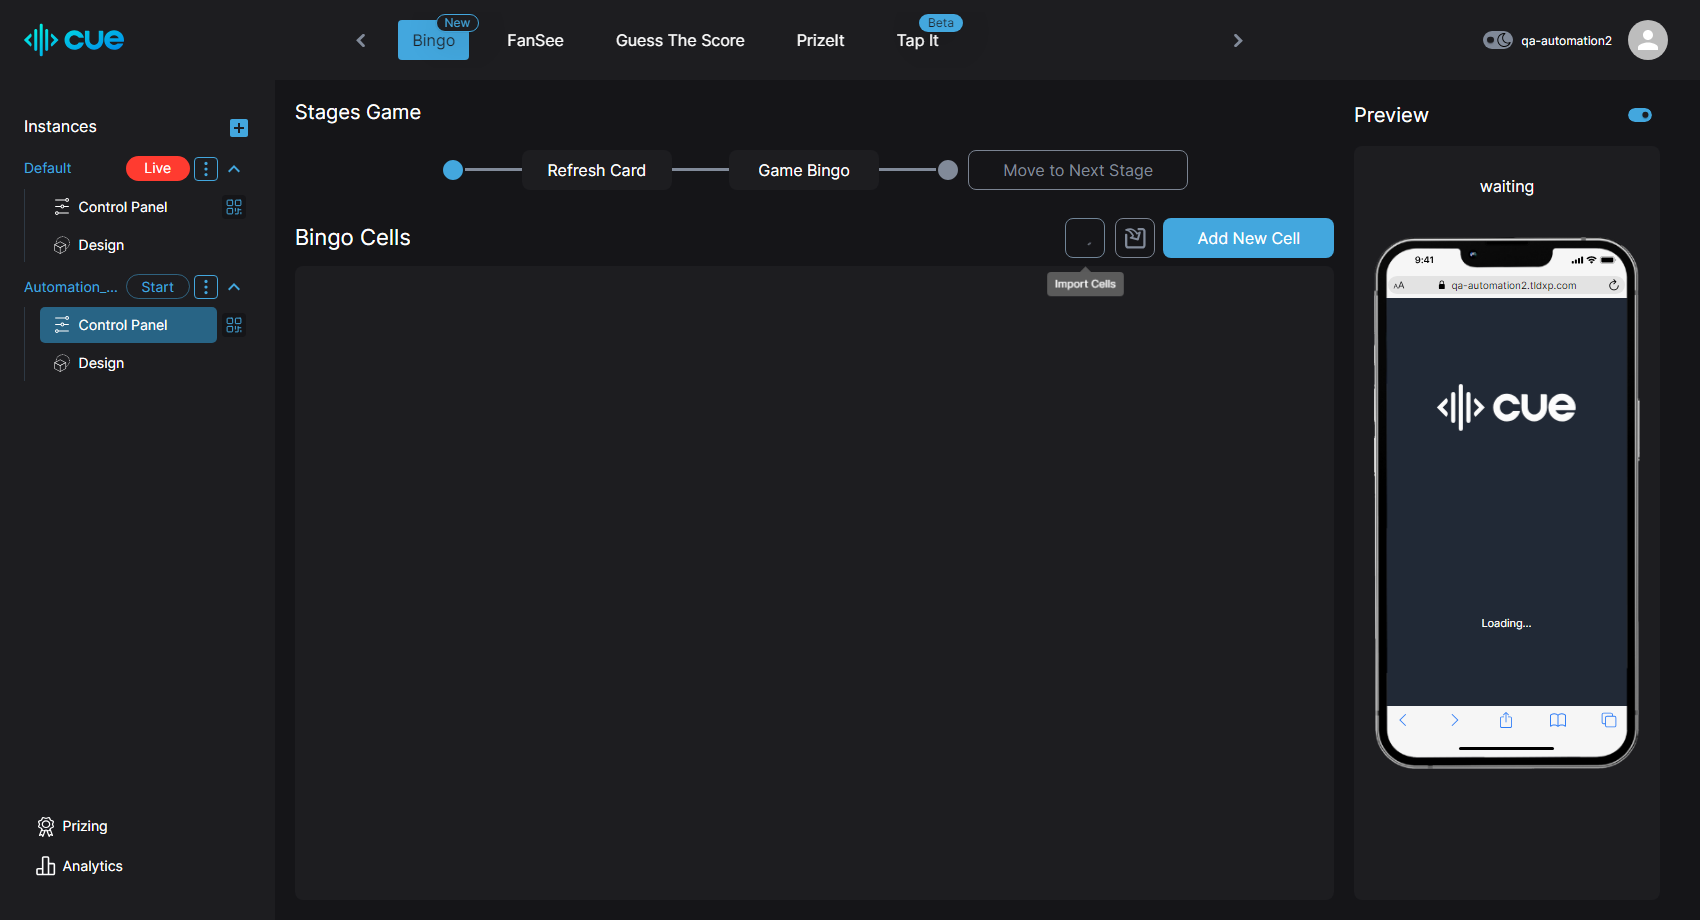 cue
New
Bingo
FanSee
Guess The Score
PrizeIt
Beta
Tap It
qa-automation2
Instances
Default
Live
Control Panel
Design
Automation_...
Start
Control Panel
Design
Prizing
Analytics
Stages Game
Refresh Card
Game Bingo
Move to Next Stage
Bingo Cells
Add New Cell
Import Cells
Preview
waiting
9:41
AA
qa-automation2.tldxp.com
cue
Loading...